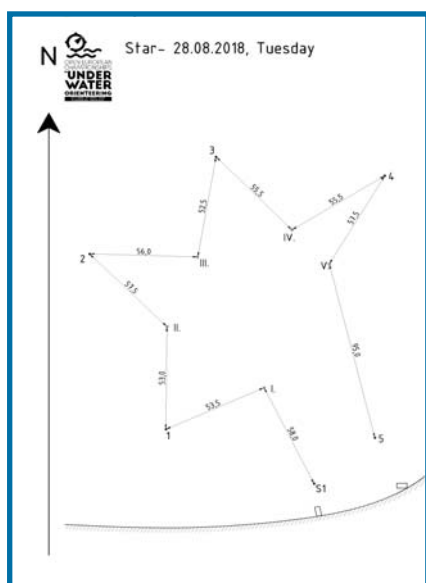 N
OPEN EUROPEAN
CHAMPIONSHIPS
UNDER
WATER
ORIENTEERING
Star- 28.08.2018, Tuesday
3
4
55,5
55,5
52,5
53,5
IV.
2
56,0
III.
V
57,5
II.
53,0
95,0
53,5
I.
1
58,0
5
S1